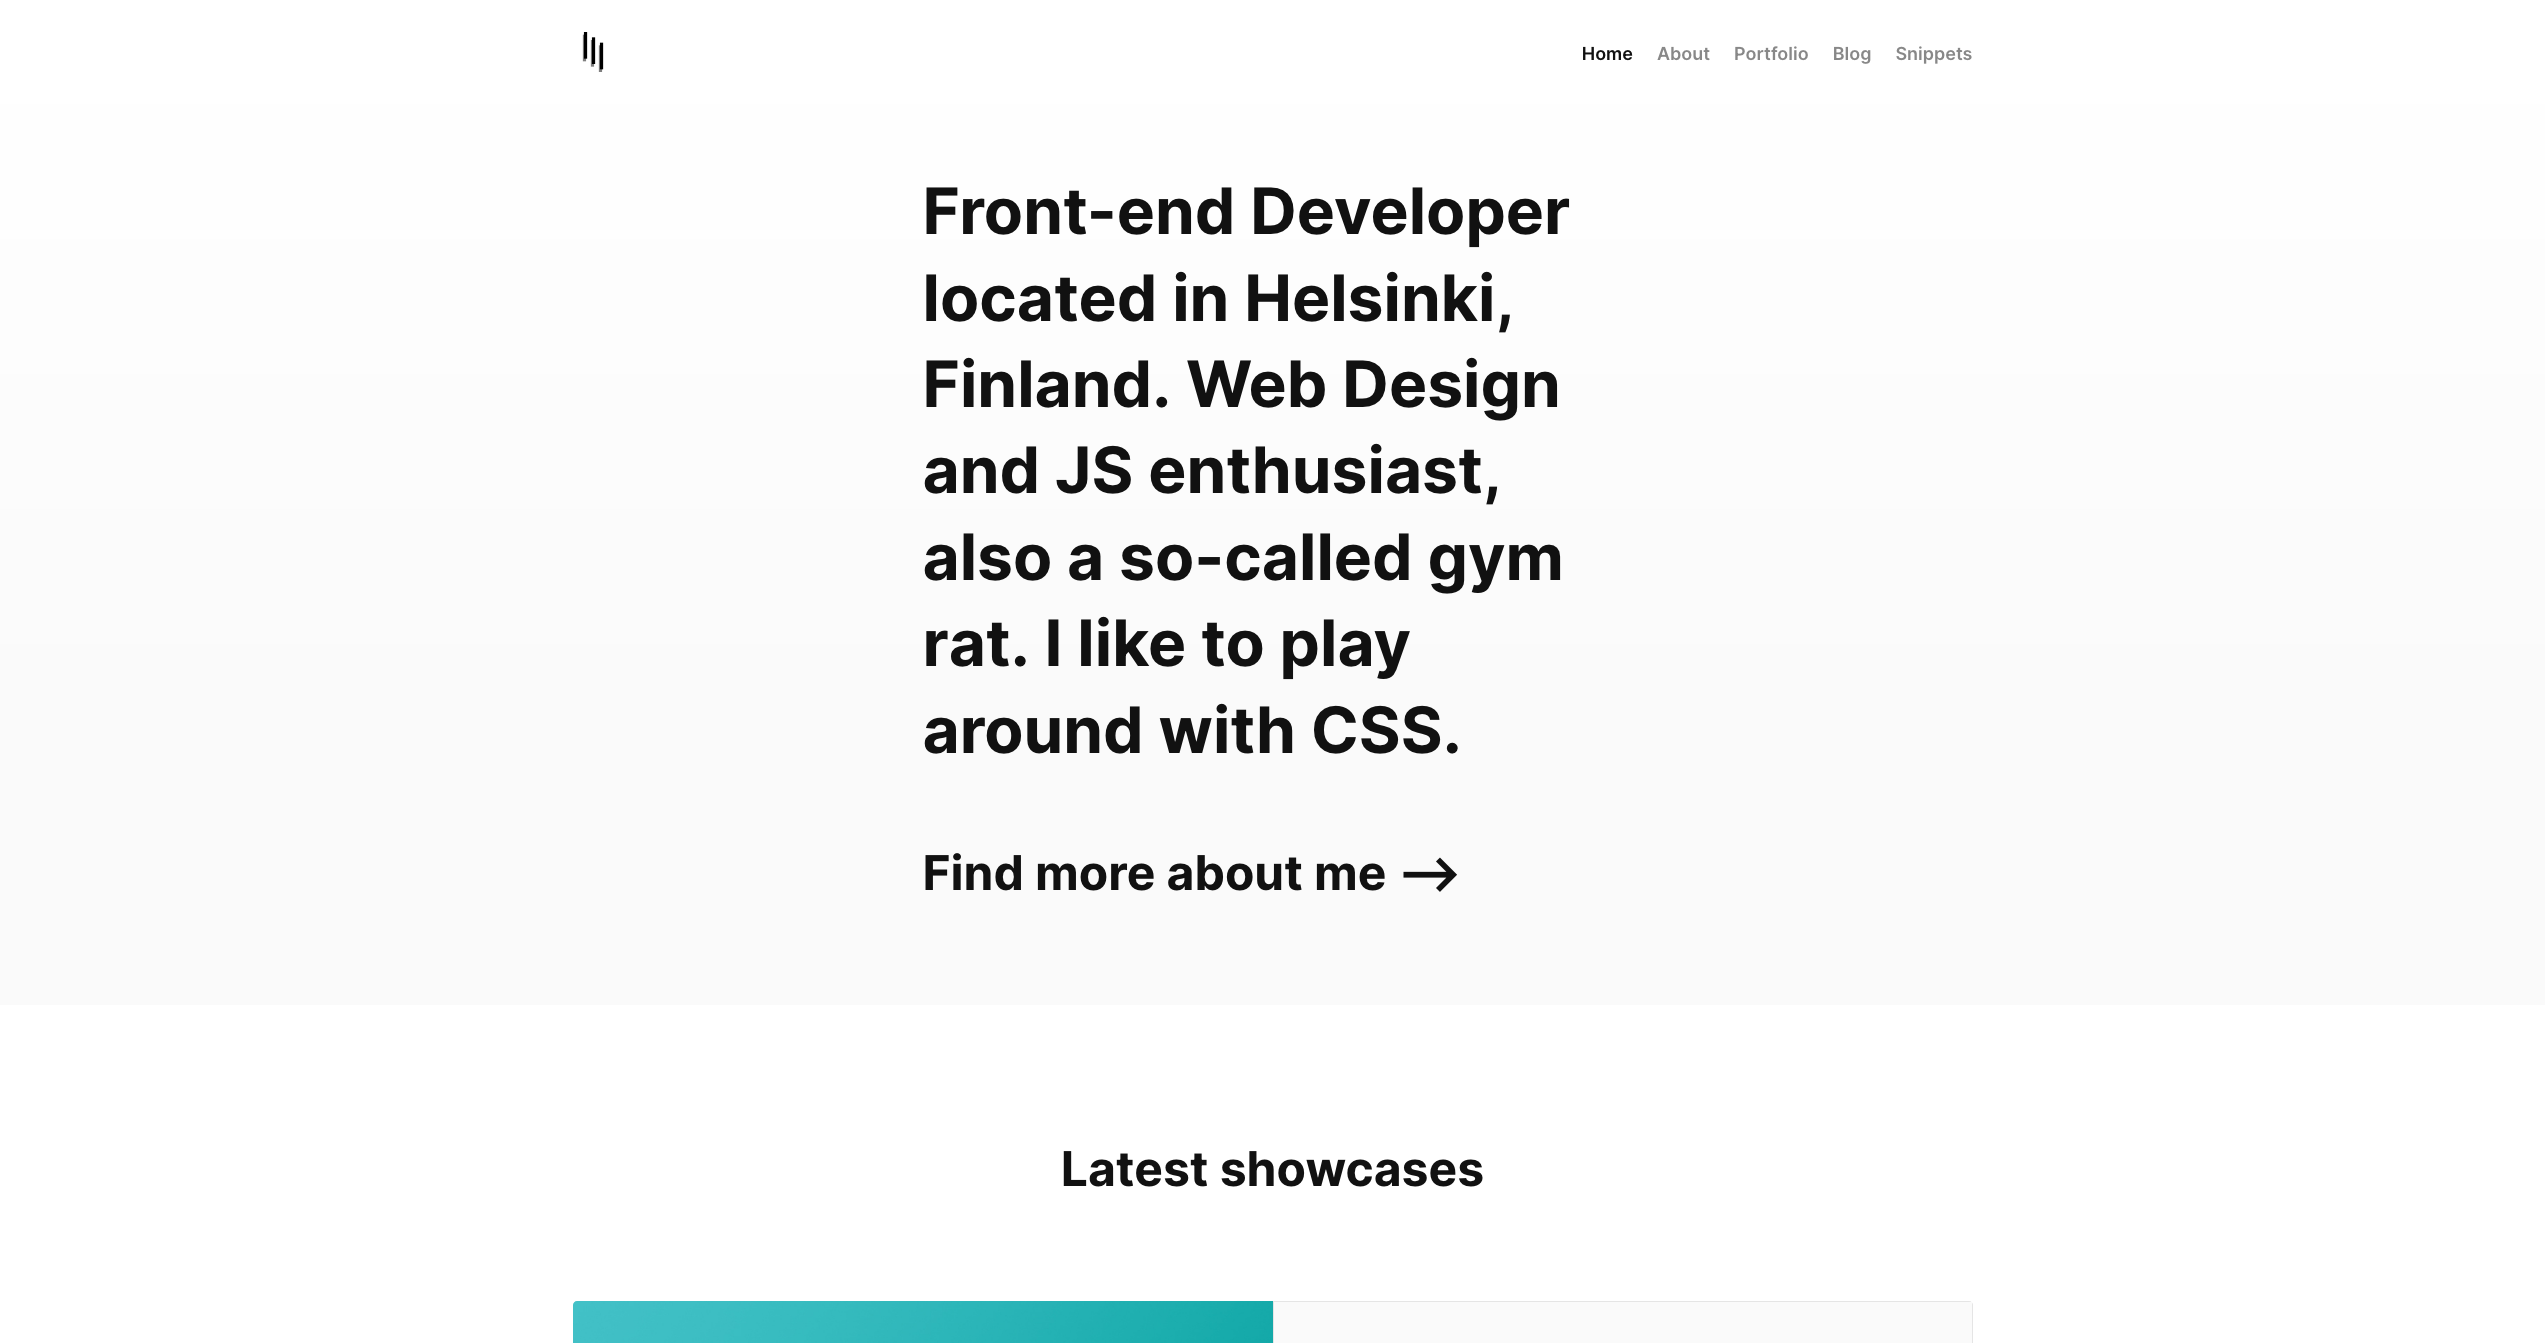 Home About Portfolio Blog Snippets
Front-end Developer
located in Helsinki,
Finland. Web Design
and JS enthusiast,
also a so-called gym
rat. I like to play
around with CSS.
Find more about me →
Latest showcases